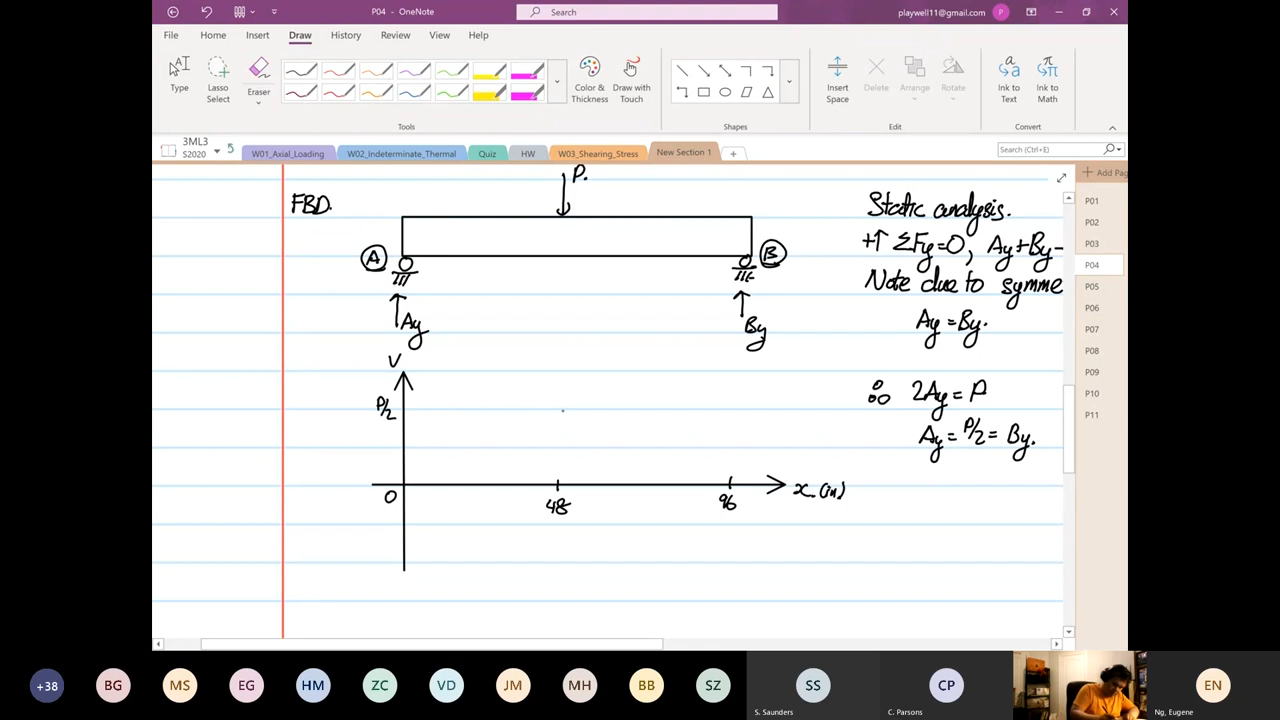 P04 - OneNote
Search
playwell11@gmail.com
P
File Home Insert Draw History Review View Help
Type
Lasso Select
Eraser
Color & Thickness
Draw with Touch
Insert Space
Delete
Arrange
Rotate
Ink to Text
Ink to Math
Tools Shapes Edit Convert
3ML3 S2020
W01_Axial_Loading W02_Indeterminate_Thermal Quiz HW W03_Shearing_Stress New Section 1 +
Search (Ctrl+E)
Add Pag
P01
P02
P03
P04
P05
P06
P07
P08
P09
P10
P11
FBD.
P.
A
B
Ay
By
V
P/2
0
48
96
x (in)
Static analysis.
+↑ ΣFy=0, Ay+By-
Note due to symme
Ay=By.
∴ 2Ay=P
Ay=P/2=By.
+38 BG MS EG HM ZC VD JM MH BB SZ SS CP EN
S. Saunders
C. Parsons
Ng, Eugene